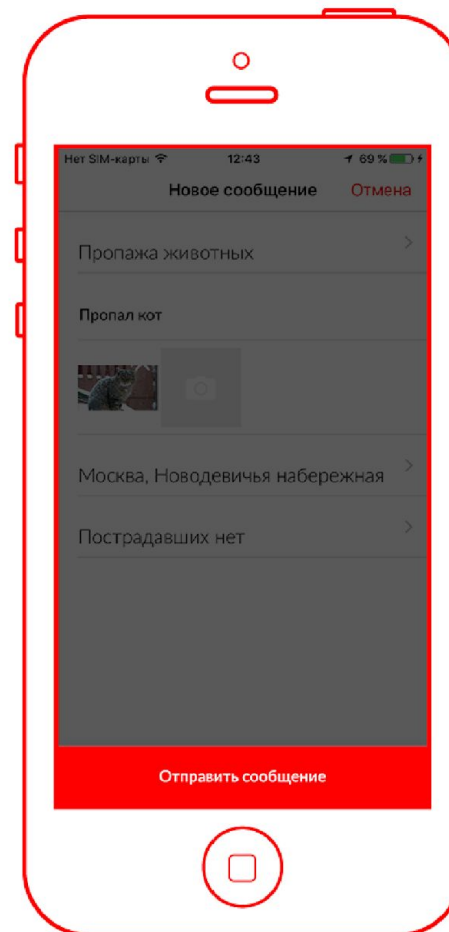 Нет SIM-карты 12:43 69 %
Новое сообщение Отмена
Пропажа животных
Пропал кот
Москва, Новодевичья набережная
Пострадавших нет
Отправить сообщение